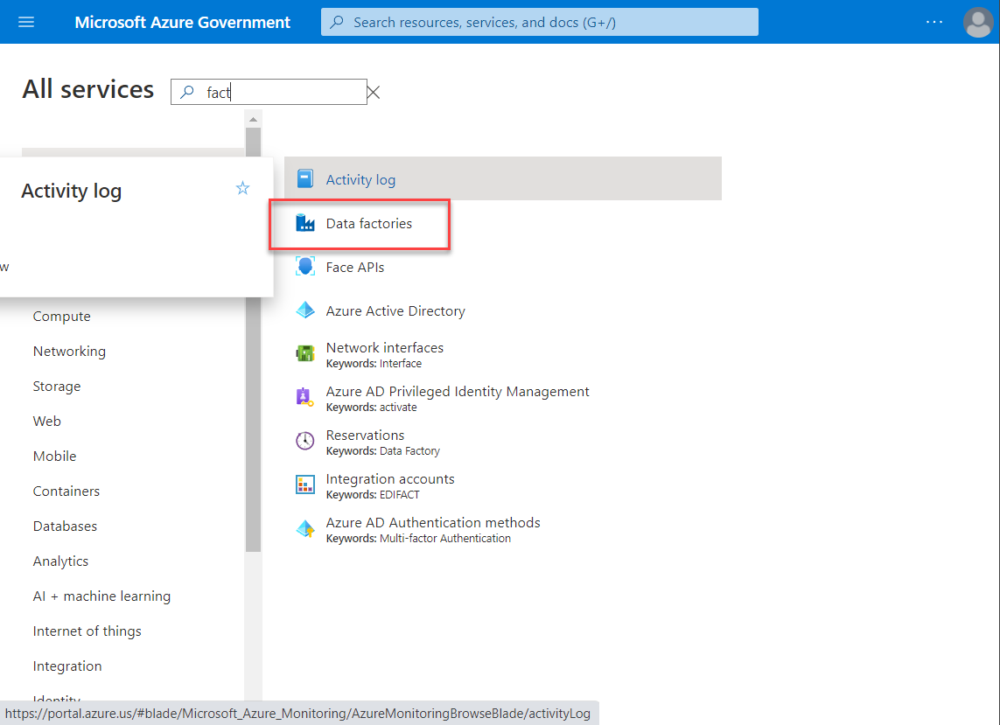 Microsoft Azure Government
Search resources, services, and docs (G+/)
All services
fact
Activity log
w
Compute
Networking
Storage
Web
Mobile
Containers
Databases
Analytics
AI + machine learning
Internet of things
Integration
Identity
Activity log
Data factories
Face APIs
Azure Active Directory
Network interfaces
Keywords: Interface
Azure AD Privileged Identity Management
Keywords: activate
Reservations
Keywords: Data Factory
Integration accounts
Keywords: EDIFACT
Azure AD Authentication methods
Keywords: Multi-factor Authentication
https://portal.azure.us/#blade/Microsoft_Azure_Monitoring/AzureMonitoringBrowseBlade/activityLog